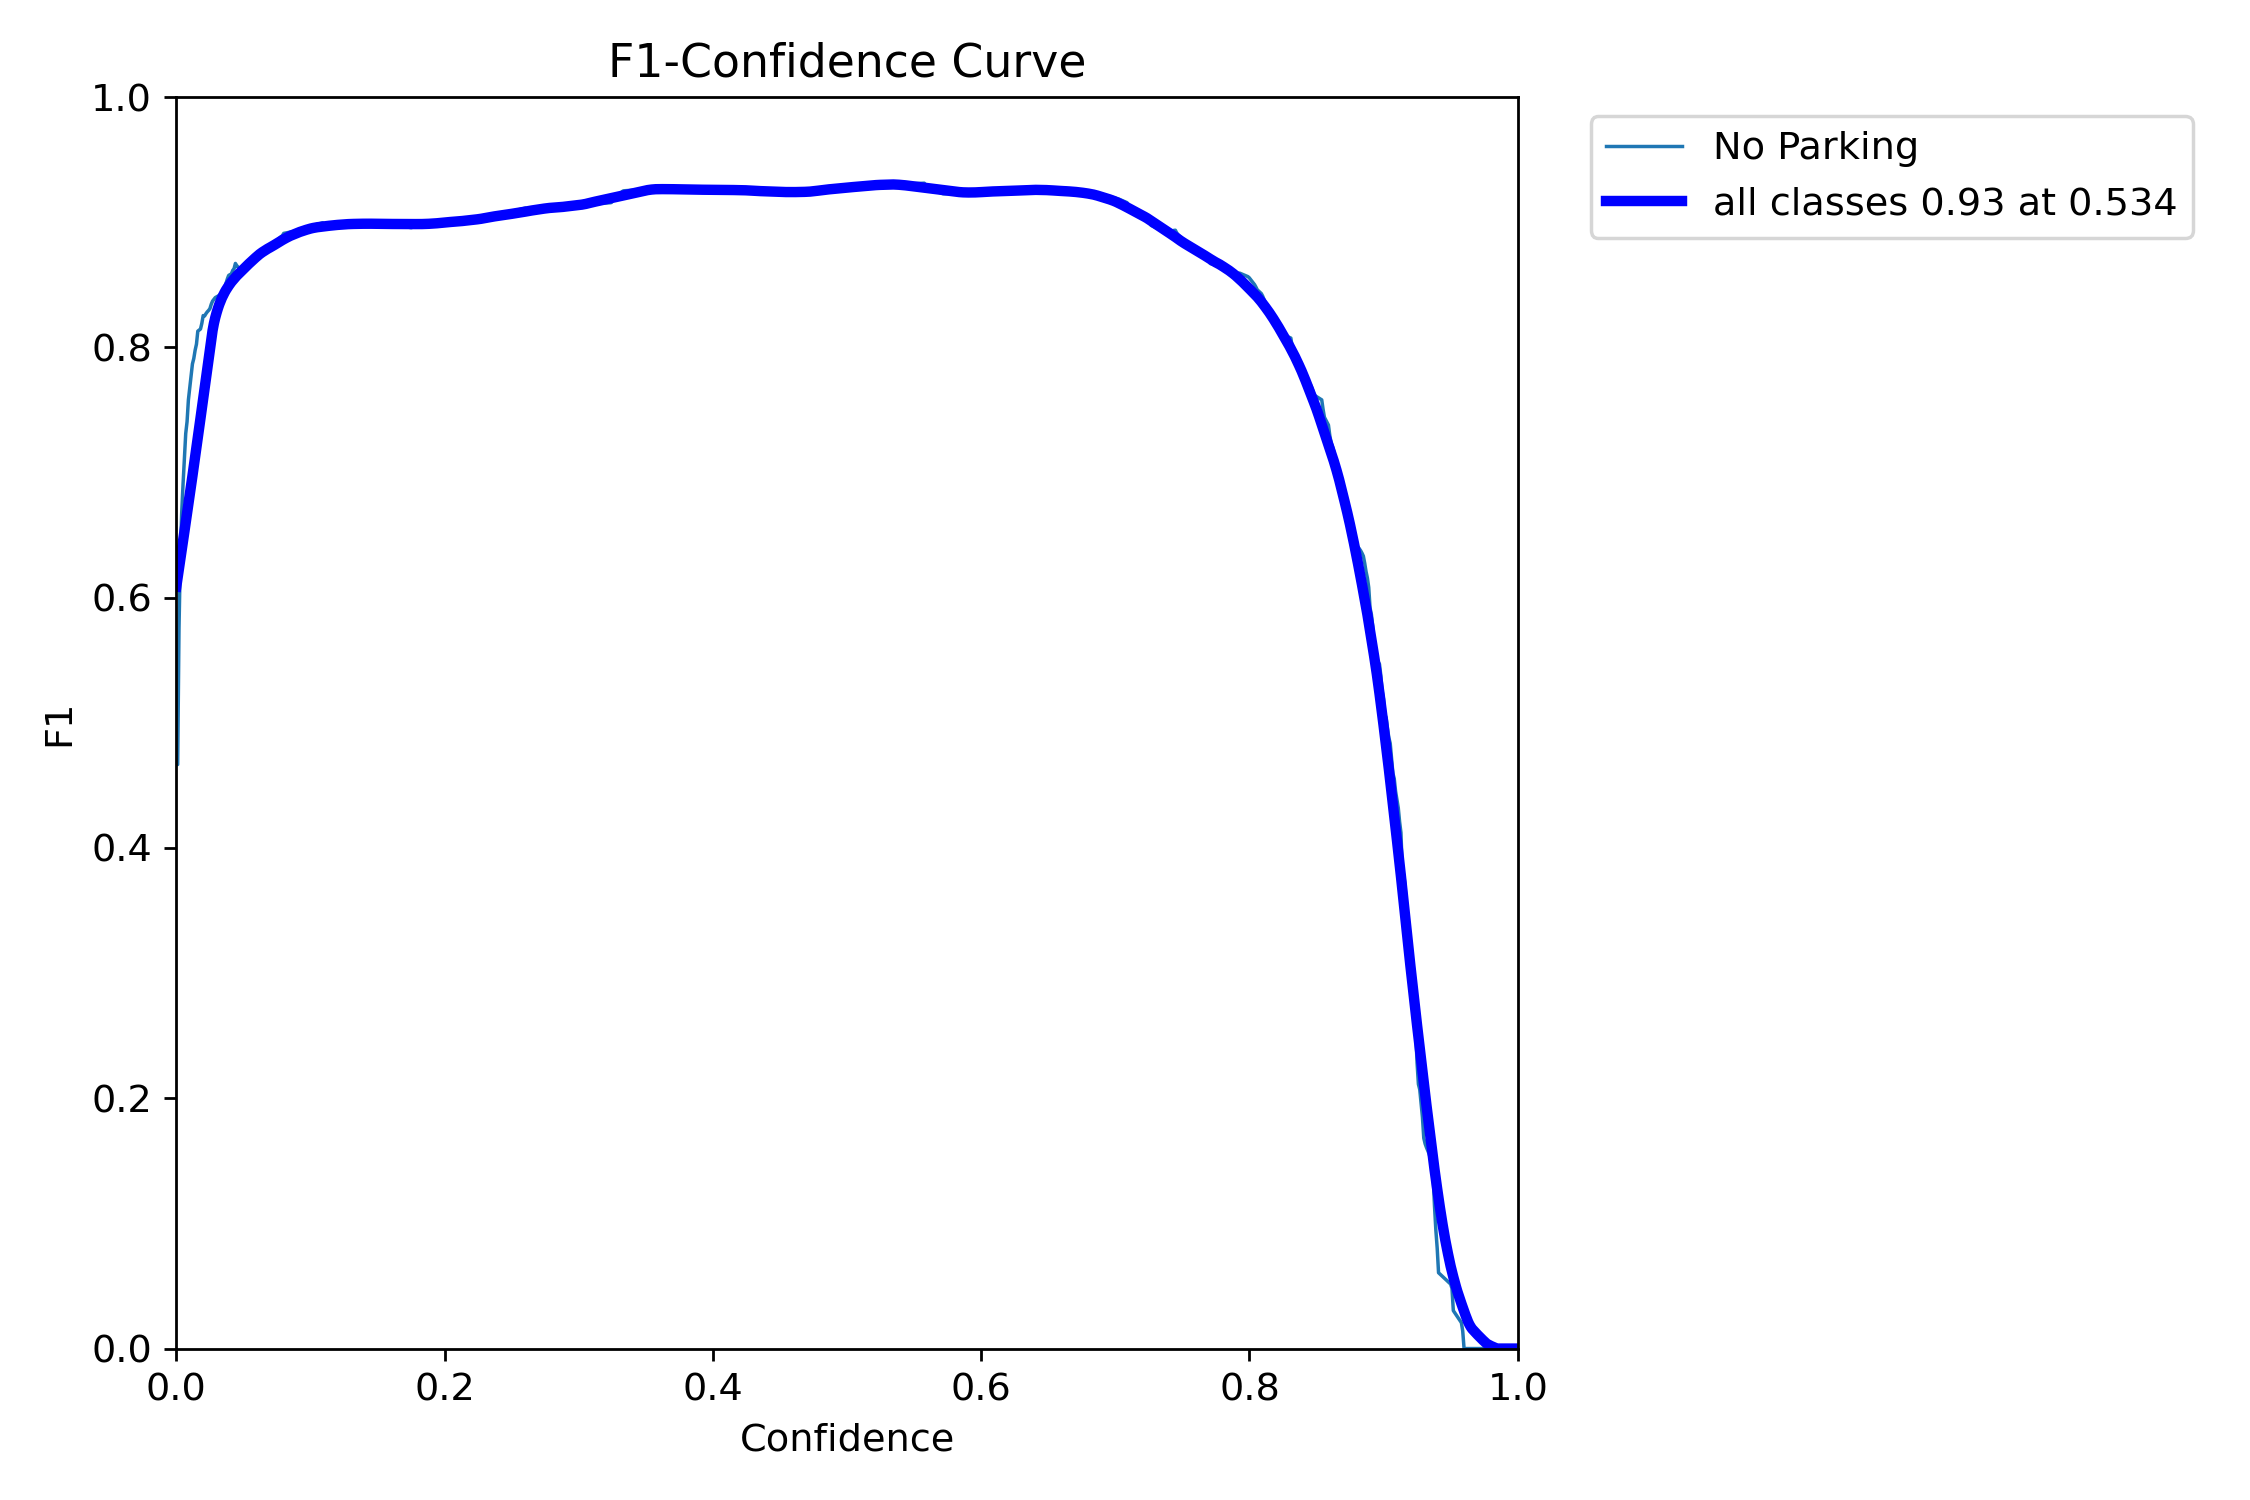 F1-Confidence Curve
No Parking
all classes 0.93 at 0.534
1.0
0.8
0.6
0.4
0.2
0.0
F1
0.0 0.2 0.4 0.6 0.8 1.0
Confidence